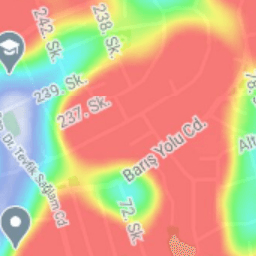 242. Sk.
238. Sk.
239. Sk.
237. Sk.
Dr. Tevfik Sağlam Cd
Barış Yolu Cd.
72. Sk.